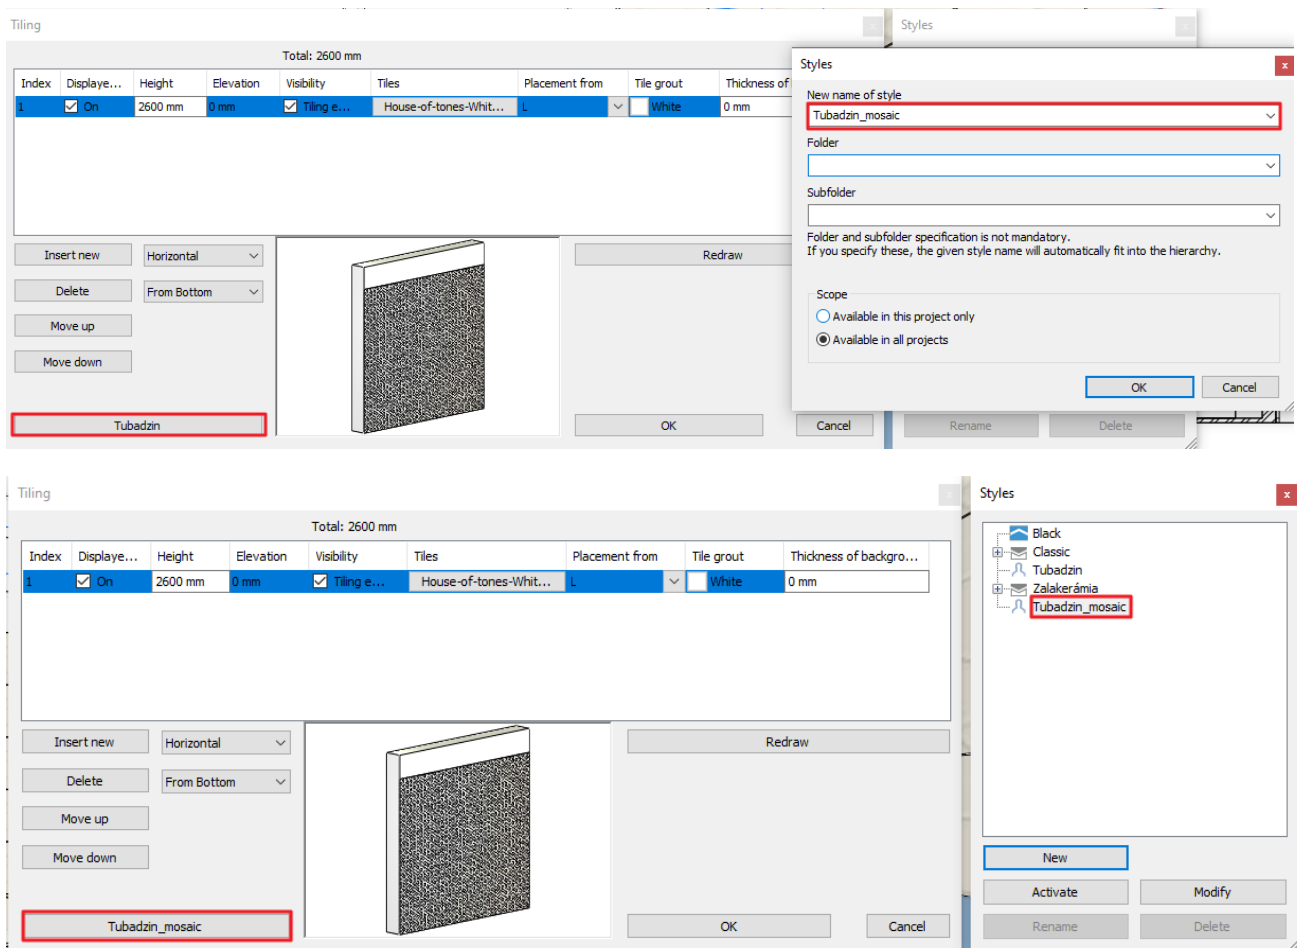 Tiling
Styles
Total: 2600 mm
Index Displaye... Height Elevation Visibility Tiles Placement from Tile grout Thickness of
1 On 2600 mm 0 mm Tiling e... House-of-tones-Whit... L White 0 mm
Insert new Horizontal
Delete From Bottom
Move up
Move down
Tubadzin
Redraw
OK Cancel
Styles
x
New name of style
Tubadzin_mosaic
Folder
Subfolder
Folder and subfolder specification is not mandatory.
If you specify these, the given style name will automatically fit into the hierarchy.
Scope
Available in this project only
Available in all projects
OK Cancel
Rename Delete
Tiling
Total: 2600 mm
Index Displaye... Height Elevation Visibility Tiles Placement from Tile grout Thickness of backgro...
1 On 2600 mm 0 mm Tiling e... House-of-tones-Whit... L White 0 mm
Insert new Horizontal
Delete From Bottom
Move up
Move down
Tubadzin_mosaic
Redraw
OK Cancel
Styles
x
Black
Classic
Tubadzin
Zalakerámia
Tubadzin_mosaic
New
Activate Modify
Rename Delete